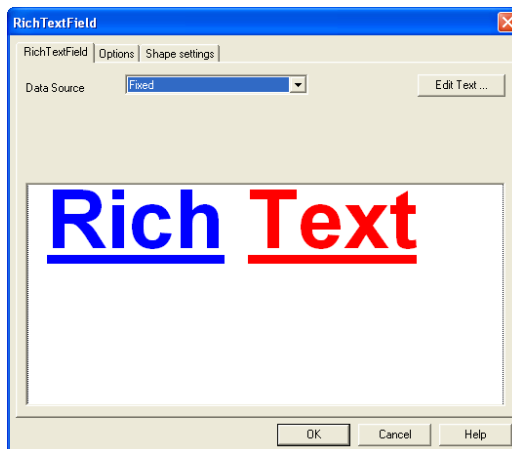 RichTextField
RichTextField Options Shape settings
Data Source Fixed Edit Text ...
Rich Text
OK Cancel Help